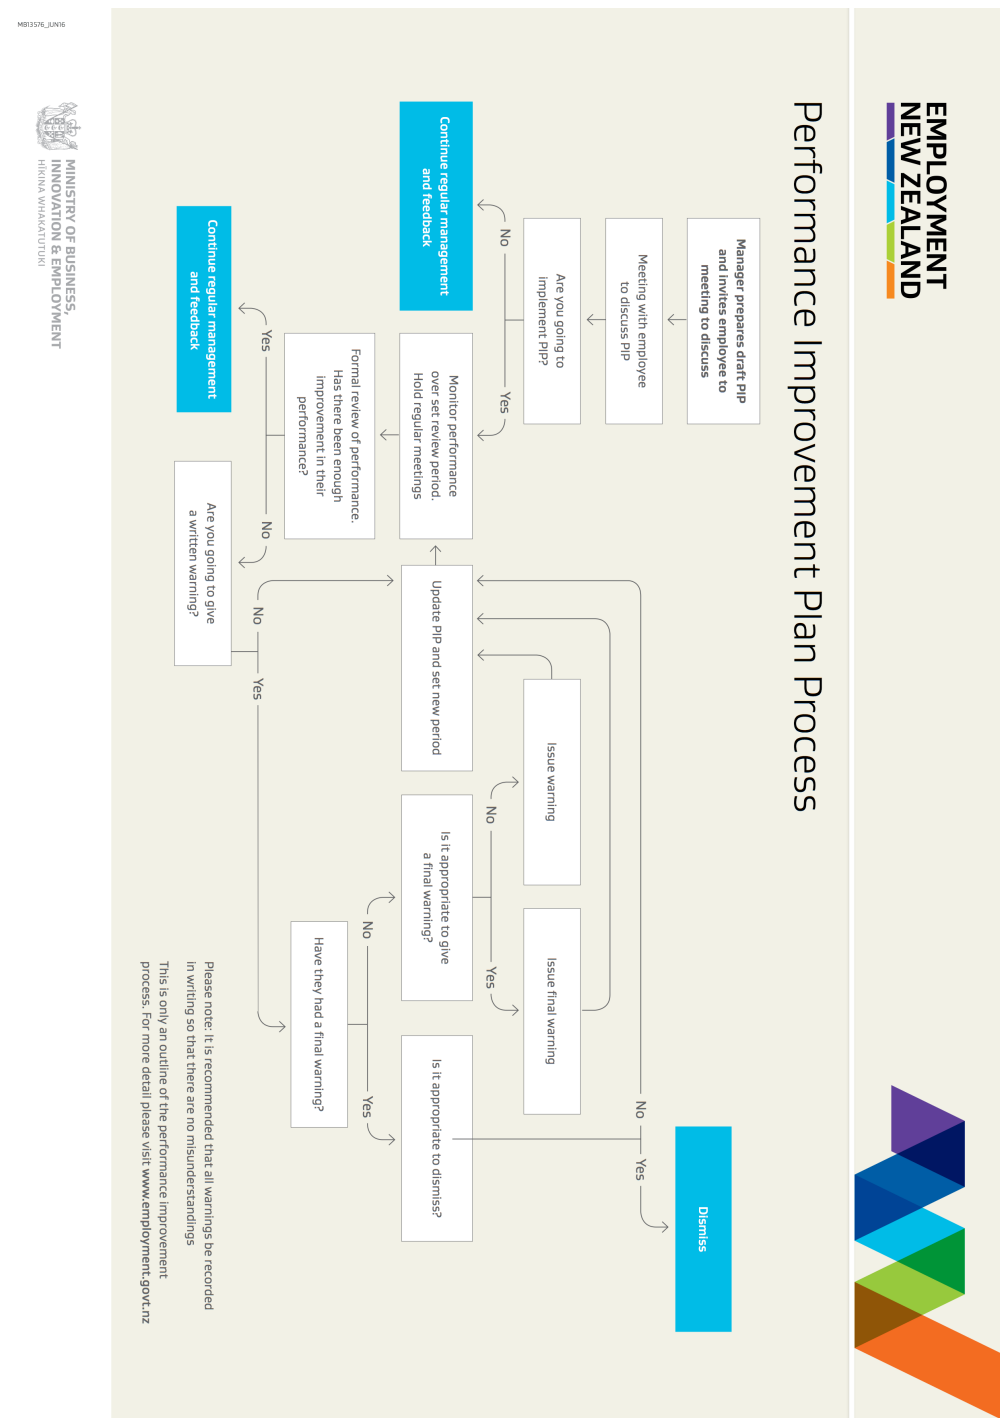 EMPLOYMENT
NEW ZEALAND
Performance Improvement Plan Process
Manager prepares draft PIP
and invites employee to
meeting to discuss
Meeting with employee
to discuss PIP
Are you going to
implement PIP?
No
Yes
Continue regular management
and feedback
Monitor performance
over set review period.
Hold regular meetings
Formal review of performance.
Has there been enough
improvement in their
performance?
Yes
No
Continue regular management
and feedback
Are you going to give
a written warning?
No
Yes
Update PIP and set new period
Have they had a final warning?
No
Yes
Is it appropriate to give
a final warning?
No
Yes
Issue warning
Issue final warning
Is it appropriate to dismiss?
No
Yes
Dismiss
Please note: It is recommended that all warnings be recorded
in writing so that there are no misunderstandings
This is only an outline of the performance improvement
process. For more detail please visit www.employment.govt.nz
MINISTRY OF BUSINESS,
INNOVATION & EMPLOYMENT
HĪKINA WHAKATUTUKI
MB13576_JUN16